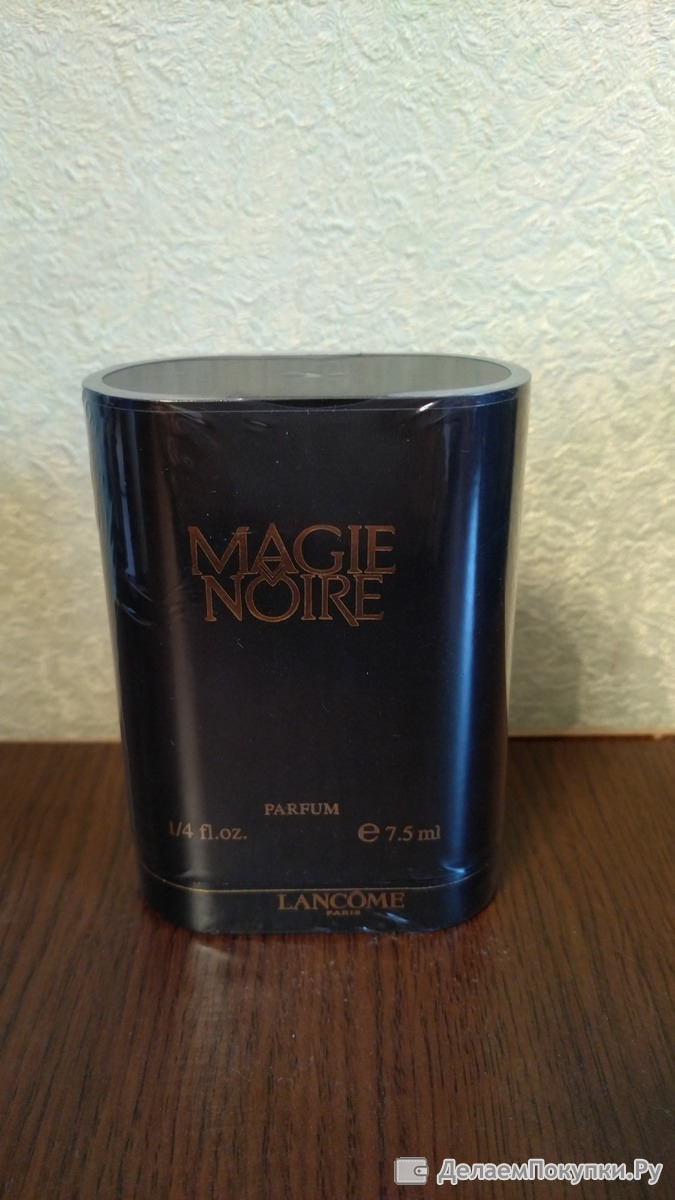 MAGIE
NOIRE
PARFUM
1/4 fl.oz. ℮ 7.5 ml
LANCÔME
PARIS
ДелаемПокупки.Ру